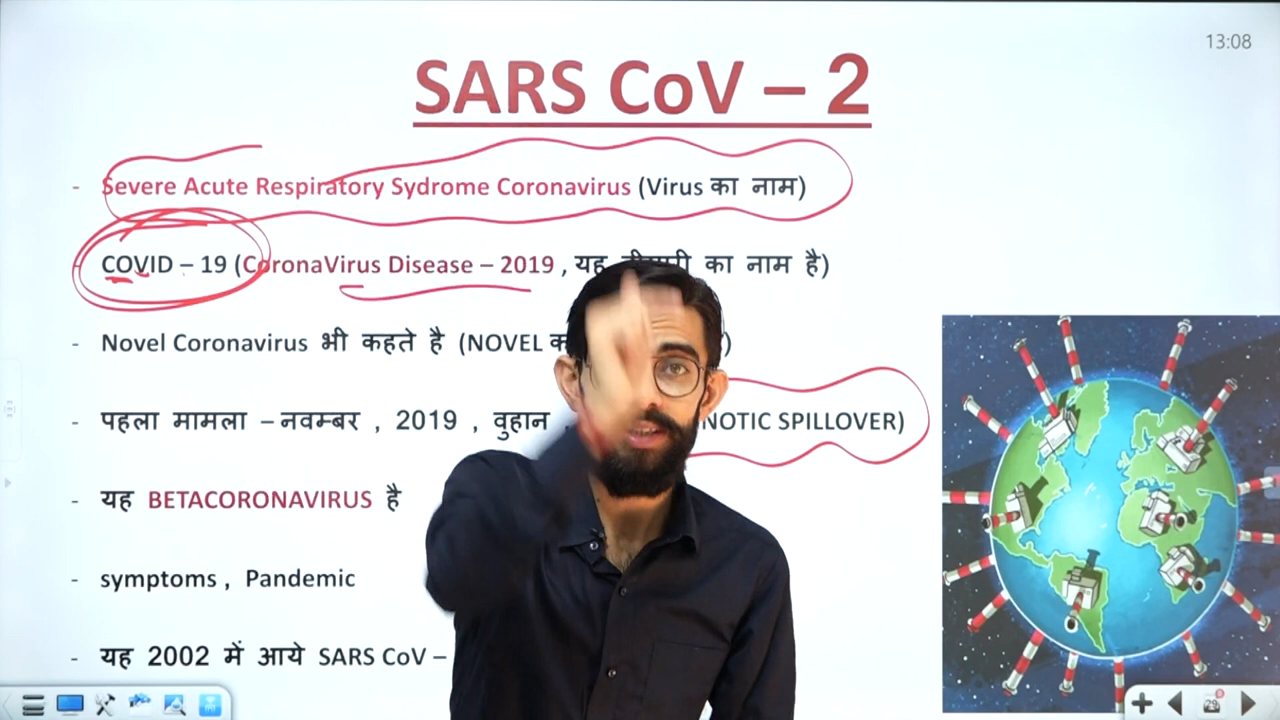 13:08
SARS CoV – 2
- Severe Acute Respiratory Sydrome Coronavirus (Virus का नाम)
- COVID – 19 (CoronaVirus Disease – 2019 , यह का नाम है)
- Novel Coronavirus भी कहते है (NOVEL )
- पहला मामला – नवम्बर , 2019 , वुहान , NOTIC SPILLOVER)
- यह BETACORONAVIRUS है
- symptoms , Pandemic
- यह 2002 में आये SARS CoV –
29